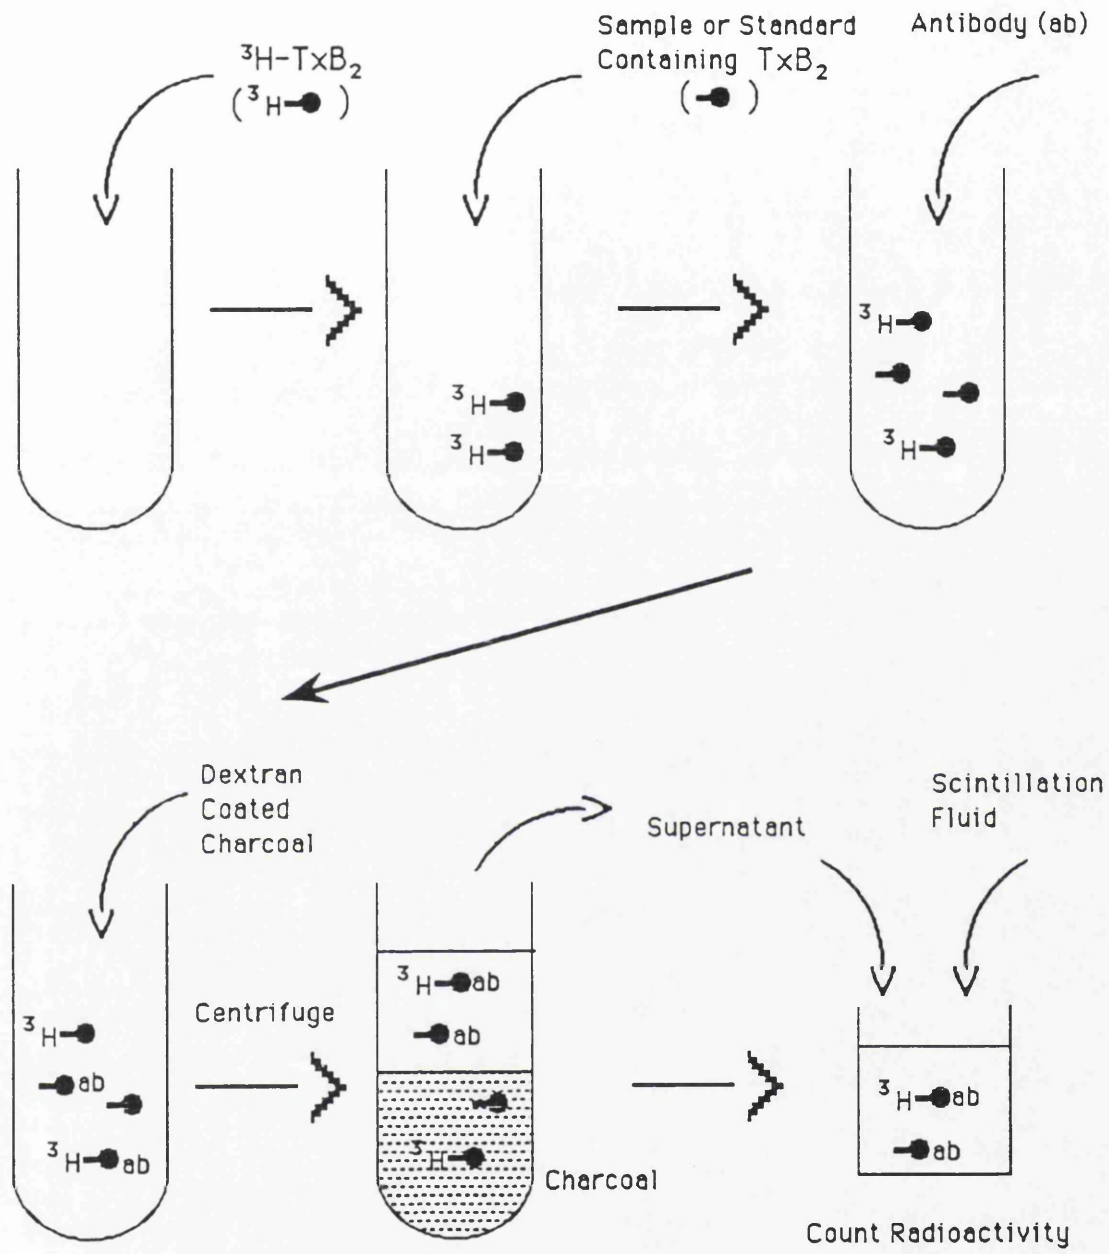 ³H-TxB₂
(³H )
Sample or Standard
Containing TxB₂
( )
Antibody (ab)
³H
³H
³H
³H
Dextran
Coated
Charcoal
Supernatant
Scintillation
Fluid
³H
ab
³H ab
Centrifuge
³H ab
ab
³H
Charcoal
³H ab
ab
Count Radioactivity